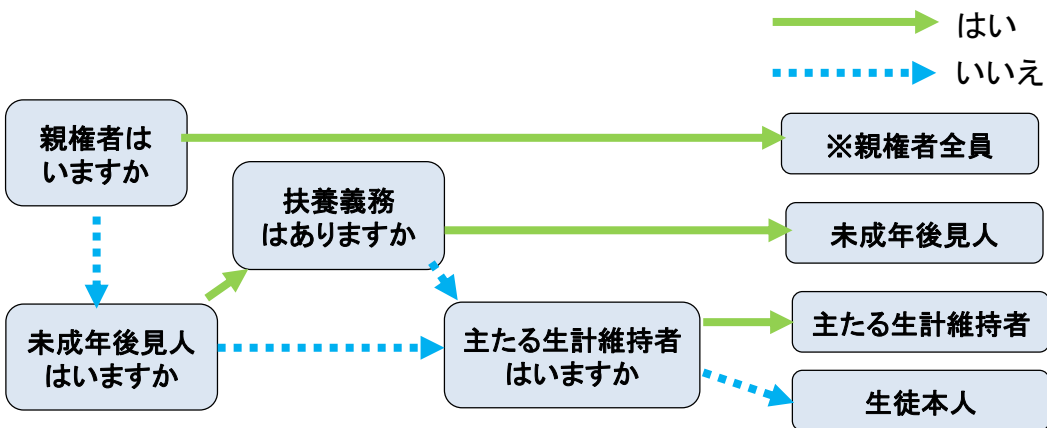 はい
いいえ
親権者は
いますか
※親権者全員
扶養義務
はありますか
未成年後見人
未成年後見人
はいますか
主たる生計維持者
はいますか
主たる生計維持者
生徒本人